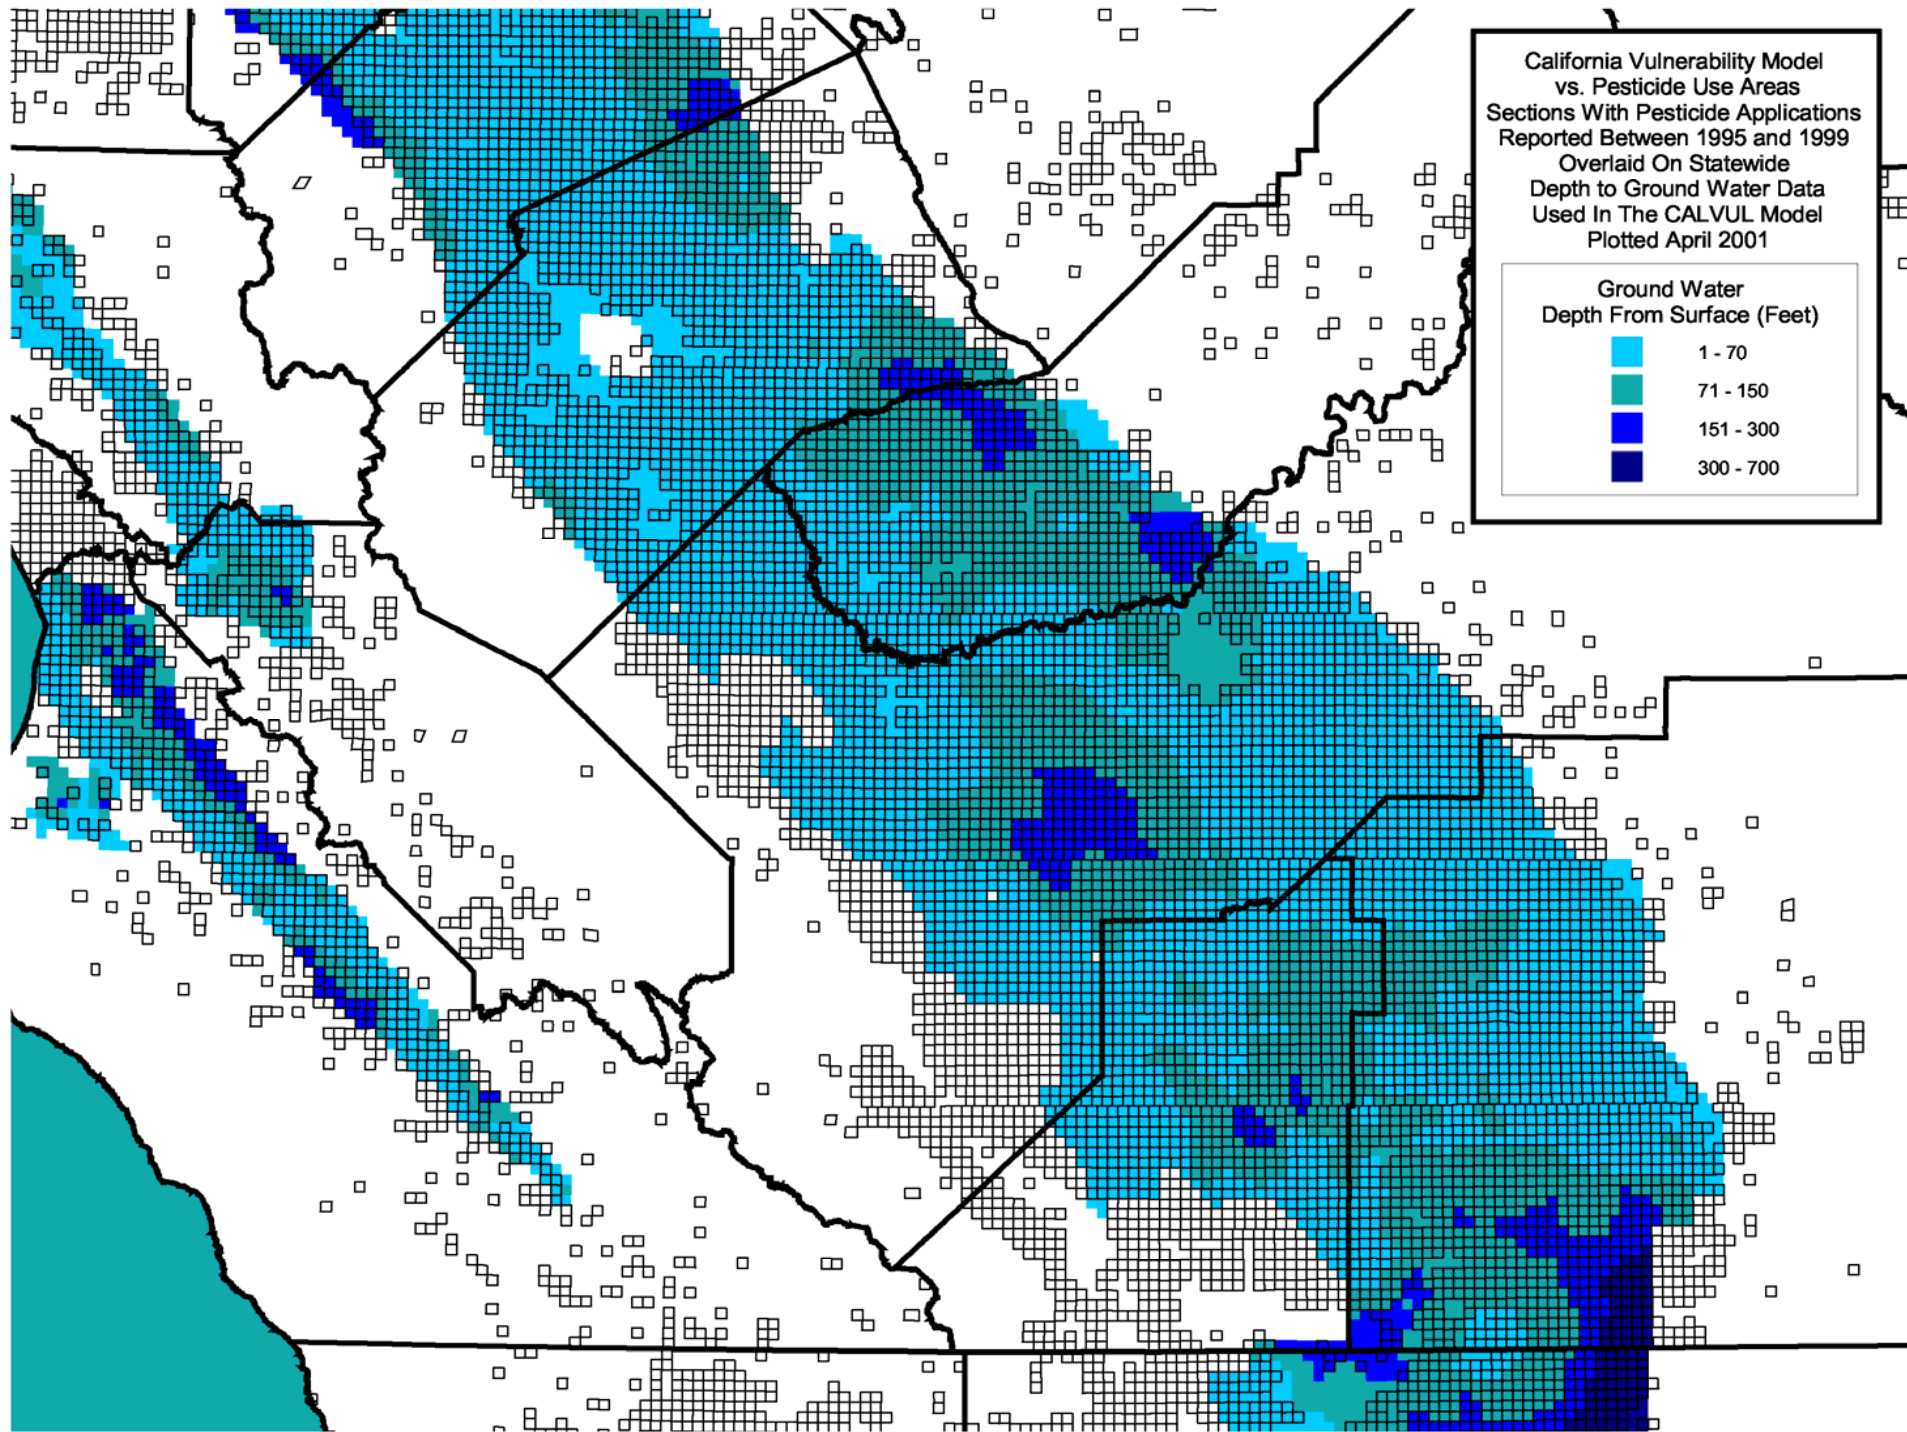 California Vulnerability Model
vs. Pesticide Use Areas
Sections With Pesticide Applications
Reported Between 1995 and 1999
Overlaid On Statewide
Depth to Ground Water Data
Used In The CALVUL Model
Plotted April 2001
Ground Water
Depth From Surface (Feet)
1 - 70
71 - 150
151 - 300
300 - 700